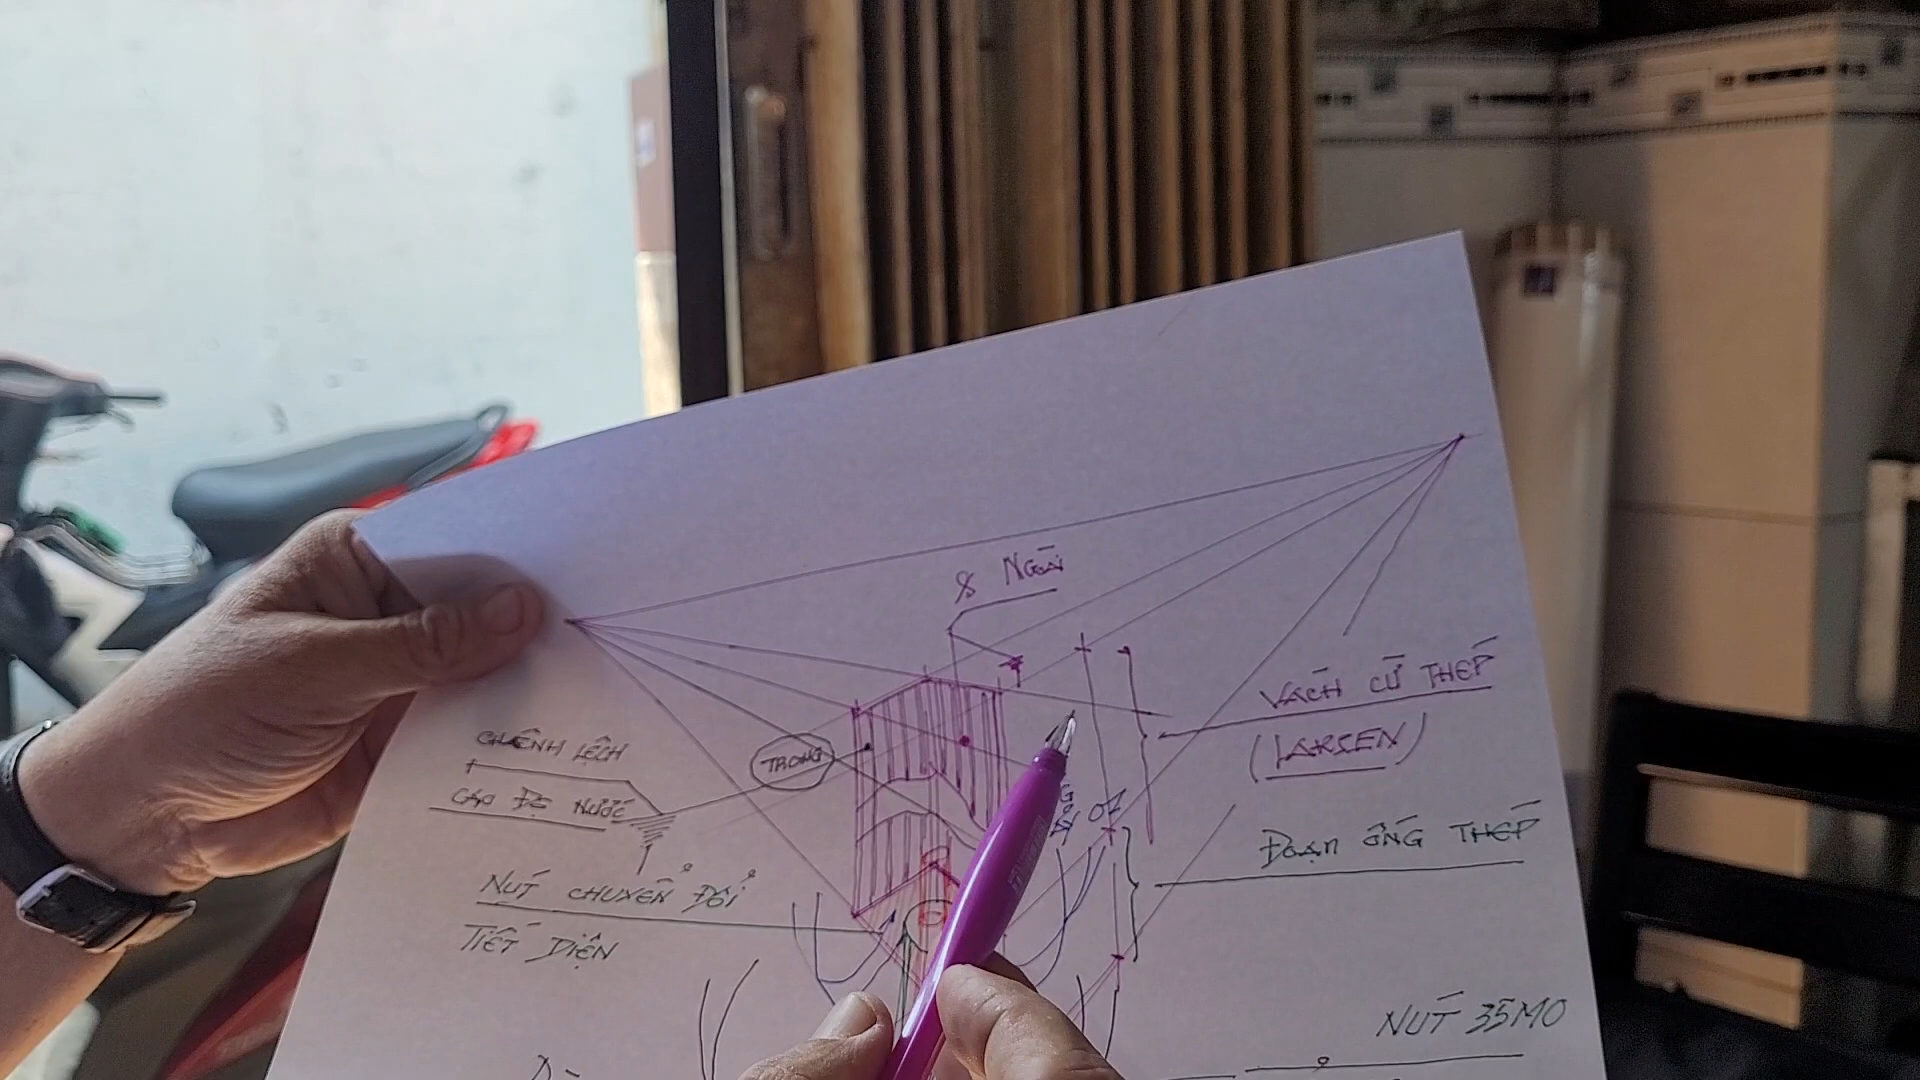 & NGOÀI
VÁCH CỪ THÉP
(LARSEN)
CHÊNH LỆCH
CAO ĐỘ NƯỚC
TRONG
ĐOẠN ỐNG THÉP
NÚT CHUYỂN ĐỔI
TIẾT DIỆN
NÚT 35M0